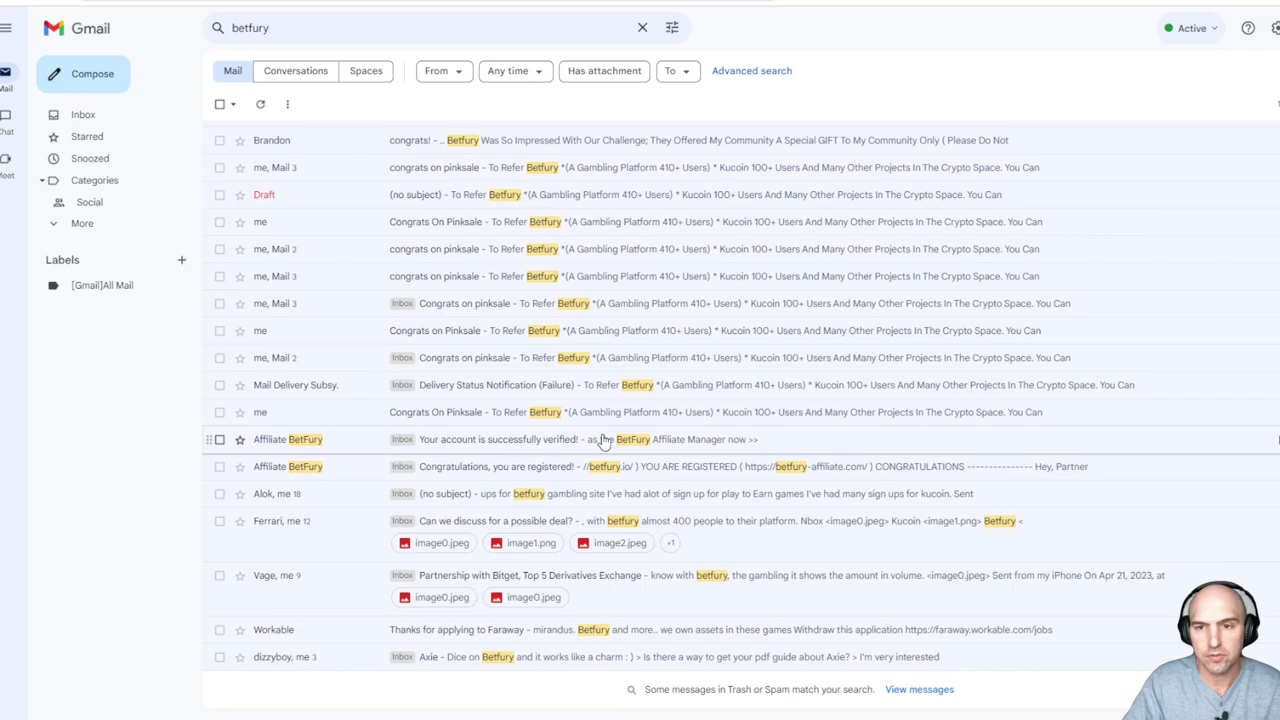 Gmail
betfury
Active
Compose
Mail
Conversations
Spaces
From
Any time
Has attachment
To
Advanced search
Mail
Chat
Meet
Inbox
Starred
Snoozed
Categories
Social
More
Labels
[Gmail]All Mail
Brandon congrats! - .. Betfury Was So Impressed With Our Challenge; They Offered My Community A Special GIFT To My Community Only ( Please Do Not
me, Mail 3 congrats on pinksale - To Refer Betfury *(A Gambling Platform 410+ Users) * Kucoin 100+ Users And Many Other Projects In The Crypto Space. You Can
Draft (no subject) - To Refer Betfury *(A Gambling Platform 410+ Users) * Kucoin 100+ Users And Many Other Projects In The Crypto Space. You Can
me Congrats On Pinksale - To Refer Betfury *(A Gambling Platform 410+ Users) * Kucoin 100+ Users And Many Other Projects In The Crypto Space. You Can
me, Mail 2 congrats on pinksale - To Refer Betfury *(A Gambling Platform 410+ Users) * Kucoin 100+ Users And Many Other Projects In The Crypto Space. You Can
me, Mail 3 congrats on pinksale - To Refer Betfury *(A Gambling Platform 410+ Users) * Kucoin 100+ Users And Many Other Projects In The Crypto Space. You Can
me, Mail 3 Inbox Congrats on pinksale - To Refer Betfury *(A Gambling Platform 410+ Users) * Kucoin 100+ Users And Many Other Projects In The Crypto Space. You Can
me Congrats on Pinksale - To Refer Betfury *(A Gambling Platform 410+ Users) * Kucoin 100+ Users And Many Other Projects In The Crypto Space. You Can
me, Mail 2 Inbox Congrats on pinksale - To Refer Betfury *(A Gambling Platform 410+ Users) * Kucoin 100+ Users And Many Other Projects In The Crypto Space. You Can
Mail Delivery Subsy. Inbox Delivery Status Notification (Failure) - To Refer Betfury *(A Gambling Platform 410+ Users) * Kucoin 100+ Users And Many Other Projects In The Crypto Space. You Can
me Congrats On Pinksale - To Refer Betfury *(A Gambling Platform 410+ Users) * Kucoin 100+ Users And Many Other Projects In The Crypto Space. You Can
Affiliate BetFury Inbox Your account is successfully verified! - as BetFury Affiliate Manager now >>
Affiliate BetFury Inbox Congratulations, you are registered! - //betfury.io/ ) YOU ARE REGISTERED ( https://betfury-affiliate.com/ ) CONGRATULATIONS --------------- Hey, Partner
Alok, me 18 Inbox (no subject) - ups for betfury gambling site I've had alot of sign up for play to Earn games I've had many sign ups for kucoin. Sent
Ferrari, me 12 Inbox Can we discuss for a possible deal? - , with betfury almost 400 people to their platform. Nbox <image0.jpeg> Kucoin <image1.png> Betfury <
image0.jpeg image1.png image2.jpeg +1
Vage, me 9 Inbox Partnership with Bitget, Top 5 Derivatives Exchange - know with betfury, the gambling it shows the amount in volume. <image0.jpeg> Sent from my iPhone On Apr 21, 2023, at
image0.jpeg image0.jpeg
Workable Thanks for applying to Faraway - mirandus. Betfury and more.. we own assets in these games Withdraw this application https://faraway.workable.com/jobs
dizzyboy, me 3 Inbox Axie - Dice on Betfury and it works like a charm : ) > Is there a way to get your pdf guide about Axie? > I'm very interested
Some messages in Trash or Spam match your search. View messages